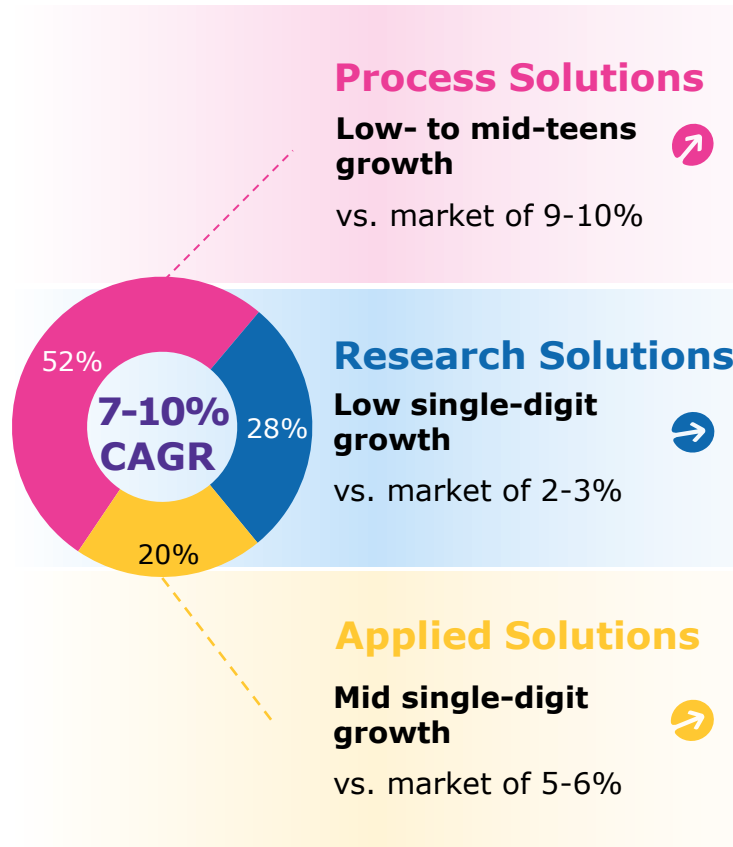 Process Solutions
Low- to mid-teens
growth
vs. market of 9-10%
52%
28%
20%
7-10%
CAGR
Research Solutions
Low single-digit
growth
vs. market of 2-3%
Applied Solutions
Mid single-digit
growth
vs. market of 5-6%